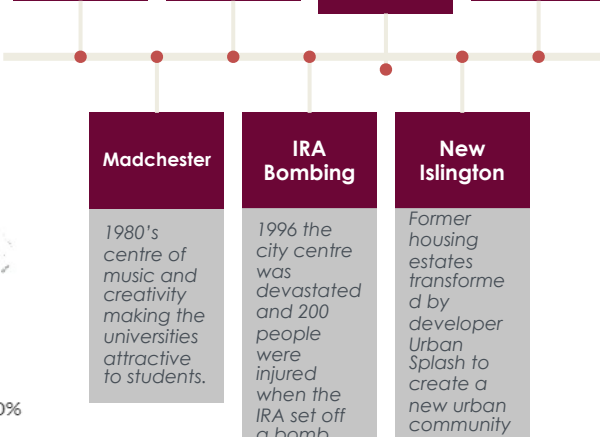 Madchester
1980’s
centre of
music and
creativity
making the
universities
attractive
to students.
IRA
Bombing
1996 the
city centre
was
devastated
and 200
people
were
injured
when the
IRA set off
a bomb
New
Islington
Former
housing
estates
transforme
d by
developer
Urban
Splash to
create a
new urban
community
0%